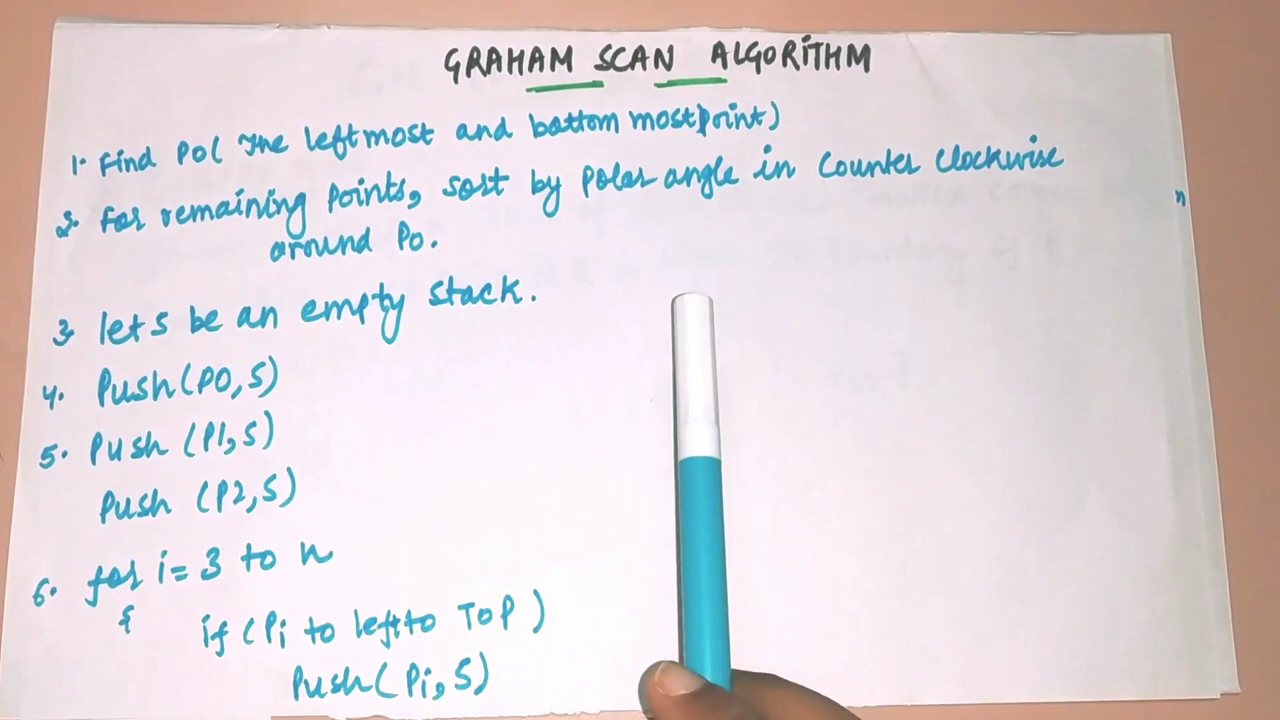 GRAHAM SCAN ALGORITHM
1. Find P0( The leftmost and bottom most point)
2. For remaining points, sort by polar angle in Counter Clockwise
around P0.
3 let S be an empty stack.
4. Push(P0,S)
5. Push (P1,S)
Push (P2,S)
6. for i=3 to n
{ if (Pi to left to TOP)
Push(Pi,S)